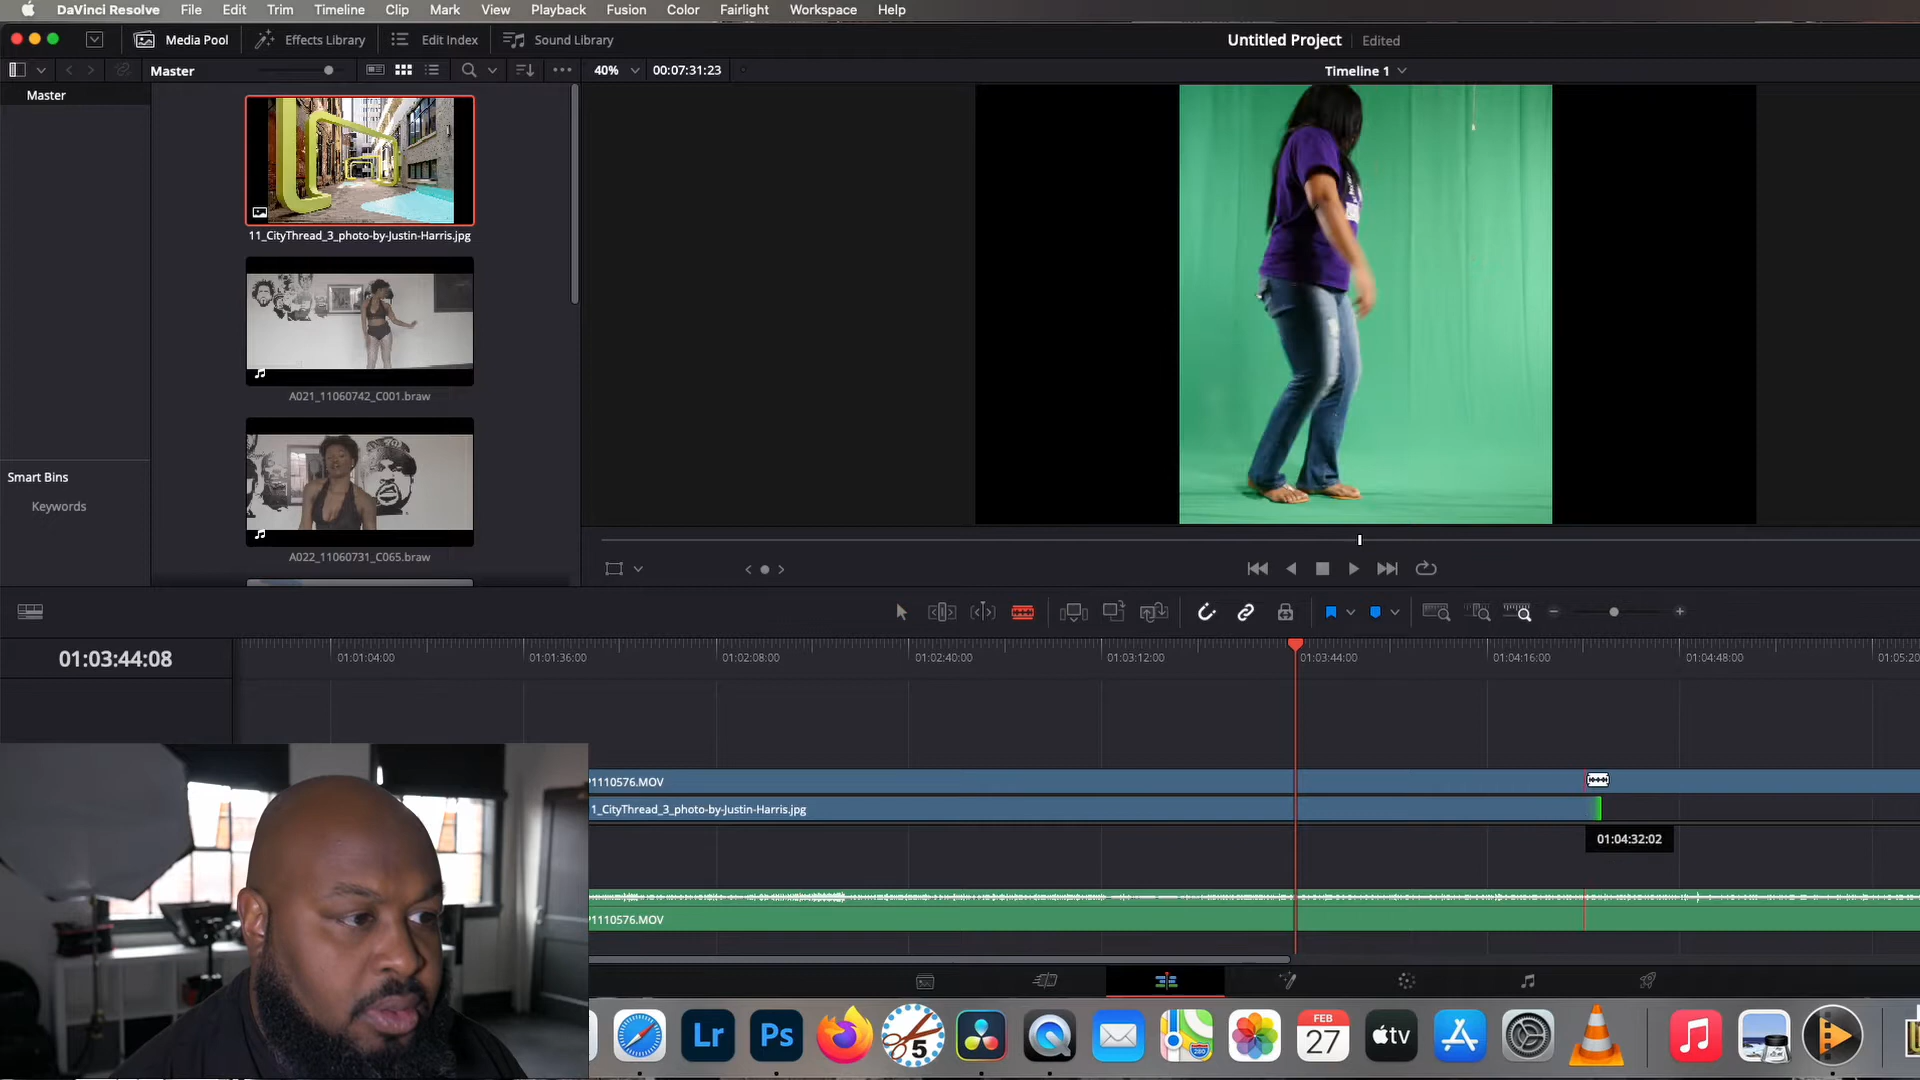 DaVinci Resolve File Edit Trim Timeline Clip Mark View Playback Fusion Color Fairlight Workspace Help
Media Pool Effects Library Edit Index Sound Library Untitled Project Edited
Master 40% 00:07:31:23 Timeline 1
Master
11_CityThread_3_photo-by-Justin-Harris.jpg
A021_11060742_C001.braw
Smart Bins
Keywords
A022_11060731_C065.braw
01:03:44:08 01:01:04:00 01:01:36:00 01:02:08:00 01:02:40:00 01:03:12:00 01:03:44:00 01:04:16:00 01:04:48:00 01:05:20
P1110576.MOV
1_CityThread_3_photo-by-Justin-Harris.jpg
01:04:32:02
P1110576.MOV
Lr Ps 5 FEB 27 tv 280